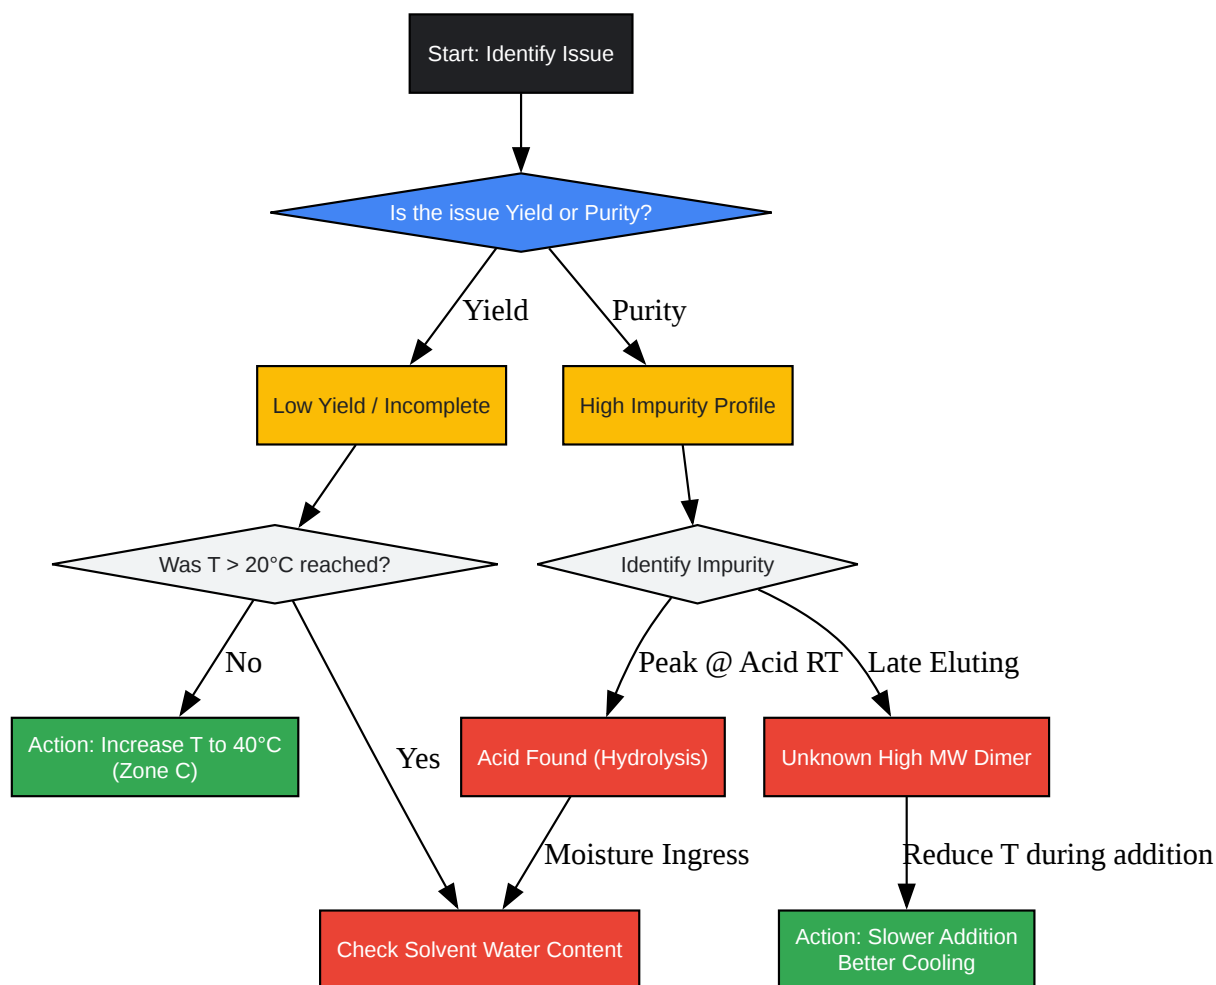 Start: Identify Issue
Is the issue Yield or Purity?
Yield
Purity
Low Yield / Incomplete
High Impurity Profile
Was T > 20°C reached?
Identify Impurity
No
Peak @ Acid RT
Late Eluting
Action: Increase T to 40°C
(Zone C)
Yes
Acid Found (Hydrolysis)
Unknown High MW Dimer
Moisture Ingress
Reduce T during addition
Check Solvent Water Content
Action: Slower Addition
Better Cooling